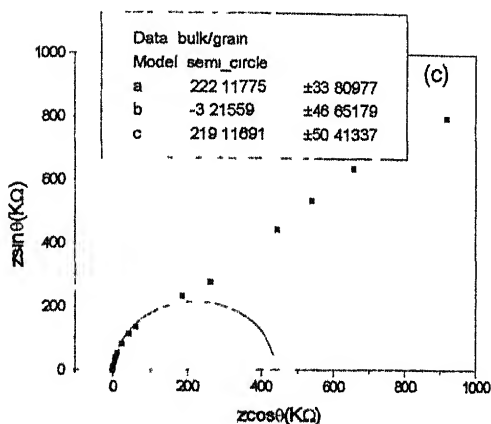 1000
Data bulk/grain
Model semi_circle
(c)
a 222 11775 ±33 80977
b -3 21559 ±46 65179
c 219 11691 ±50 41337
800
600
400
200
0
zsinθ(KΩ)
0 200 400 600 800 1000
zcosθ(KΩ)